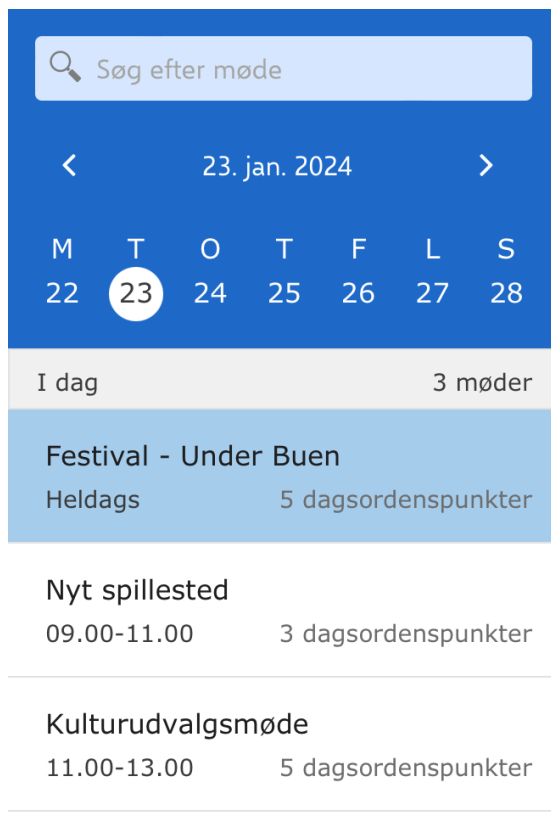 Søg efter møde
23. jan. 2024
M T O T F L S
22 23 24 25 26 27 28
I dag 3 møder
Festival - Under Buen
Heldags 5 dagsordenspunkter
Nyt spillested
09.00-11.00 3 dagsordenspunkter
Kulturudvalgsmøde
11.00-13.00 5 dagsordenspunkter